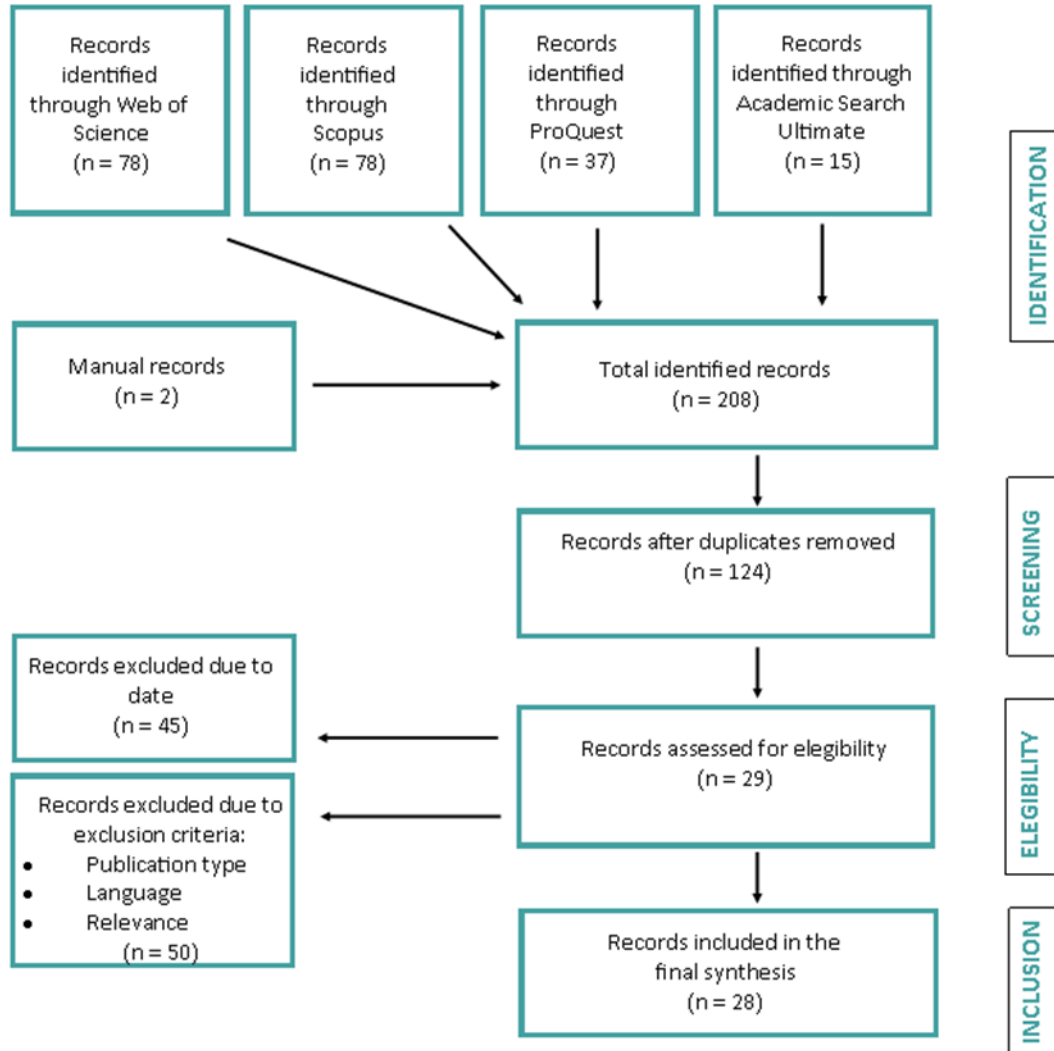 Records
identified
through Web of
Science
(n = 78)
Records
identified
through
Scopus
(n = 78)
Records
identified
through
ProQuest
(n = 37)
Records
identified through
Academic Search
Ultimate
(n = 15)
IDENTIFICATION
Manual records
(n = 2)
Total identified records
(n = 208)
Records after duplicates removed
(n = 124)
SCREENING
Records excluded due to
date
(n = 45)
Records assessed for elegibility
(n = 29)
ELEGIBILITY
Records excluded due to
exclusion criteria:
• Publication type
• Language
• Relevance
(n = 50)
Records included in the
final synthesis
(n = 28)
INCLUSION